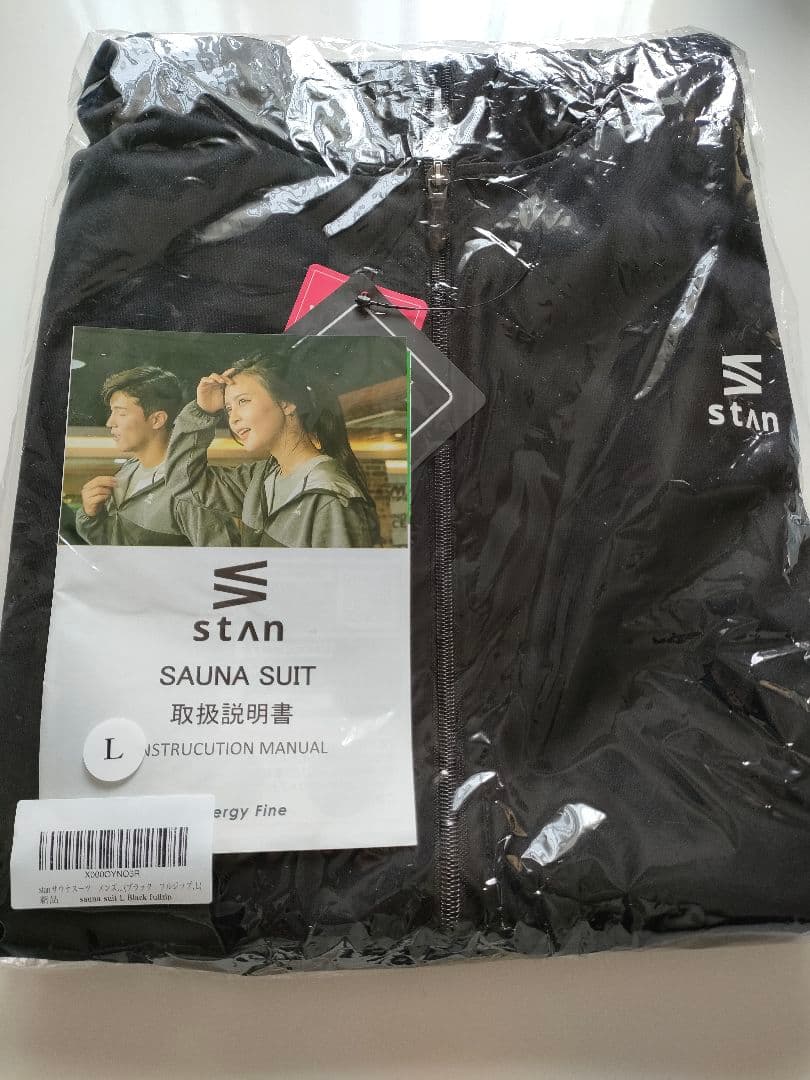 stʌn
stʌn
SAUNA SUIT
取扱説明書
L
NSTRUCUTION MANUAL
ergy Fine
X000OYNO3R
stanサウナスーツ メンズ...(ブラック フルジップ,L)
新品 sauna suit L Black fullzip